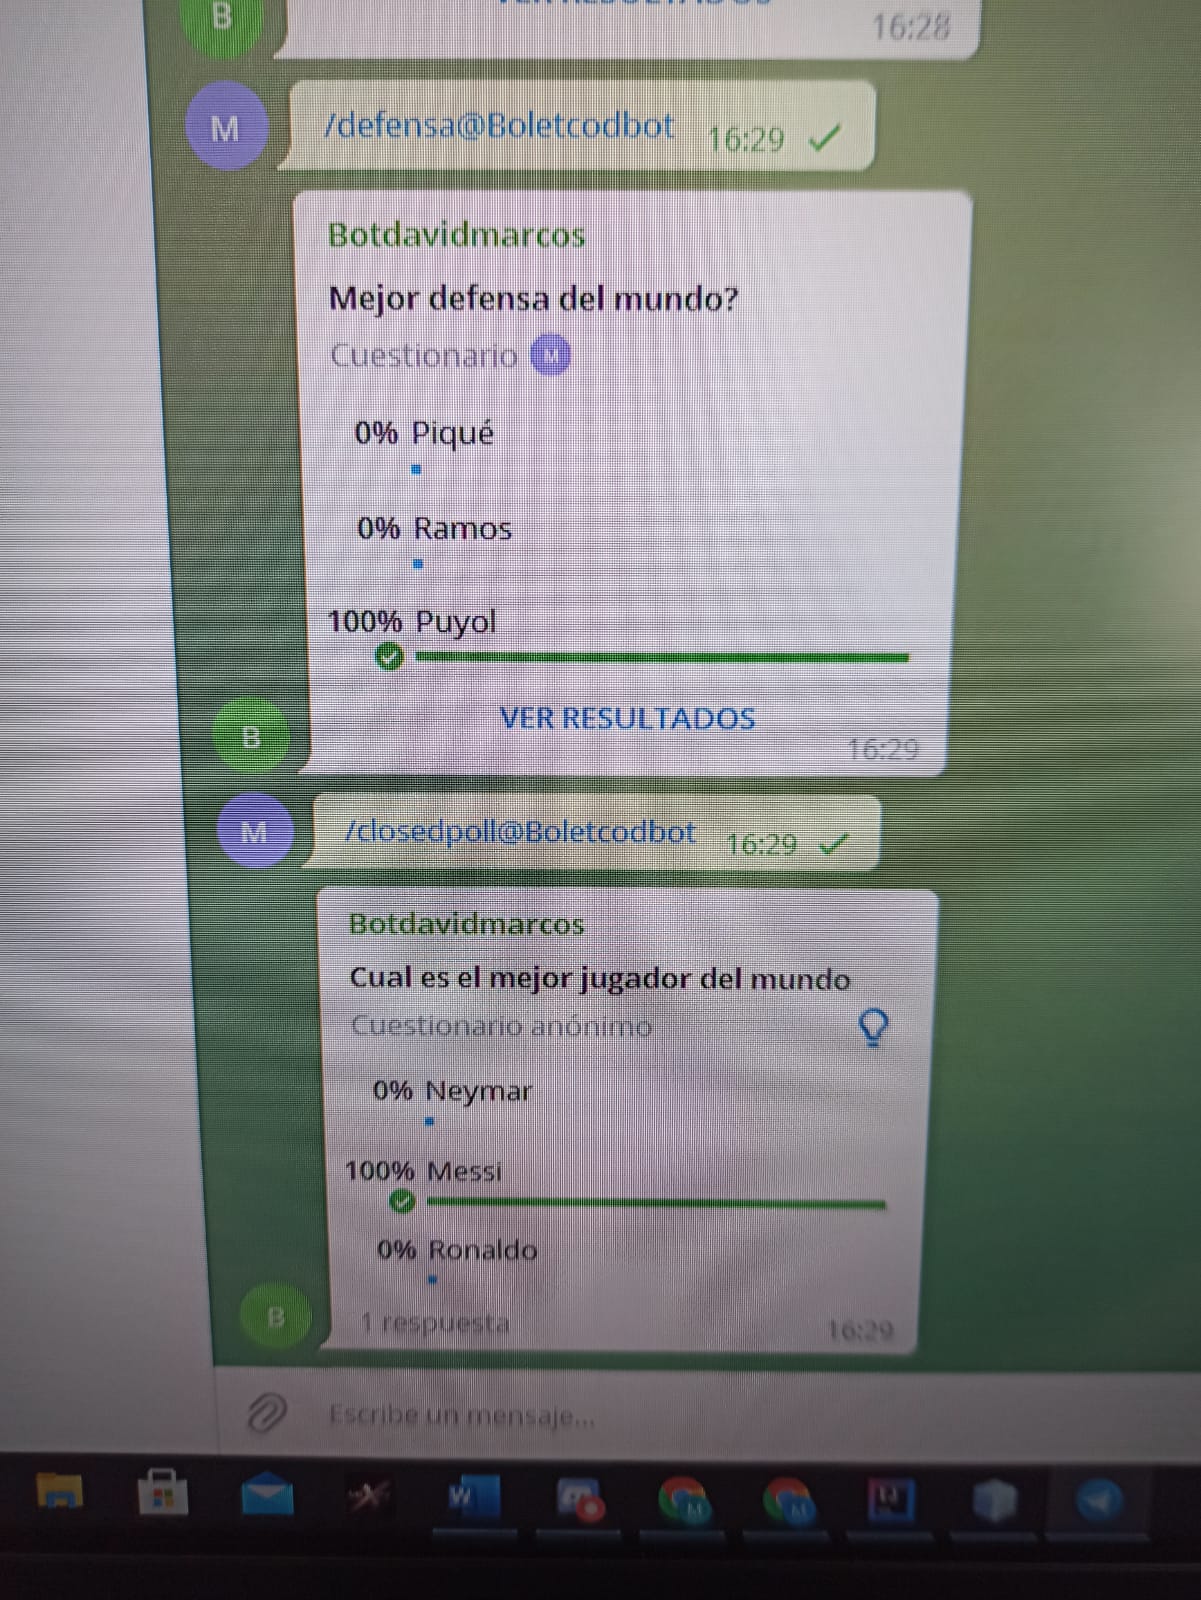 B
16:28
M
/defensa@Boletcodbot 16:29
Botdavidmarcos
Mejor defensa del mundo?
Cuestionario M
0% Piqué
0% Ramos
100% Puyol
VER RESULTADOS
B
16:29
M
/closedpoll@Boletcodbot 16:29
Botdavidmarcos
Cual es el mejor jugador del mundo
Cuestionario anónimo
0% Neymar
100% Messi
0% Ronaldo
B
1 respuesta 16:29
Escribe un mensaje...
W
M
M
IJ